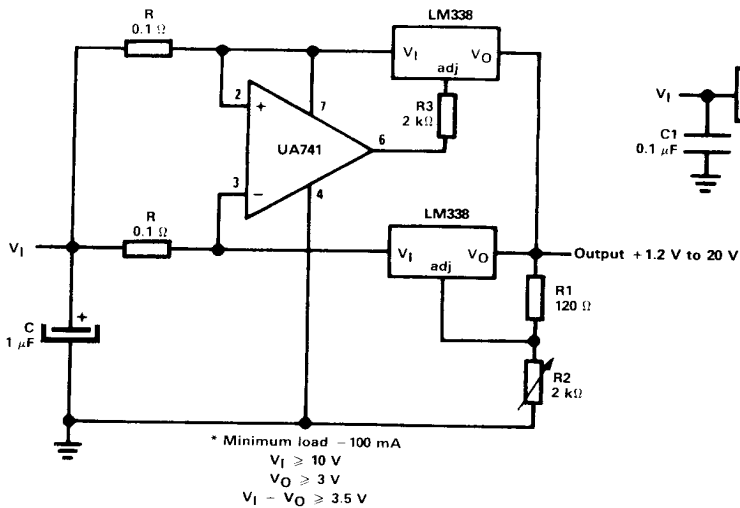 R
0.1 Ω
LM338
VI
VO
adj
2
+
7
R3
2 kΩ
UA741
6
3
−
4
VI
C1
0.1 μF
R
0.1 Ω
LM338
VI
VI
VO
adj
Output +1.2 V to 20 V
R1
120 Ω
+
C
1 μF
R2
2 kΩ
* Minimum load −100 mA
VI ⩾ 10 V
VO ⩾ 3 V
VI − VO ⩾ 3.5 V